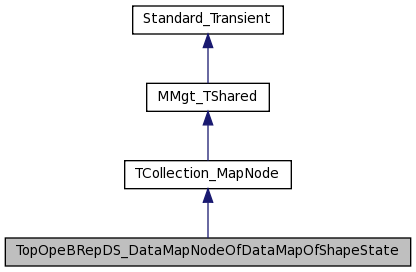 Standard_Transient
MMgt_TShared
TCollection_MapNode
TopOpeBRepDS_DataMapNodeOfDataMapOfShapeState